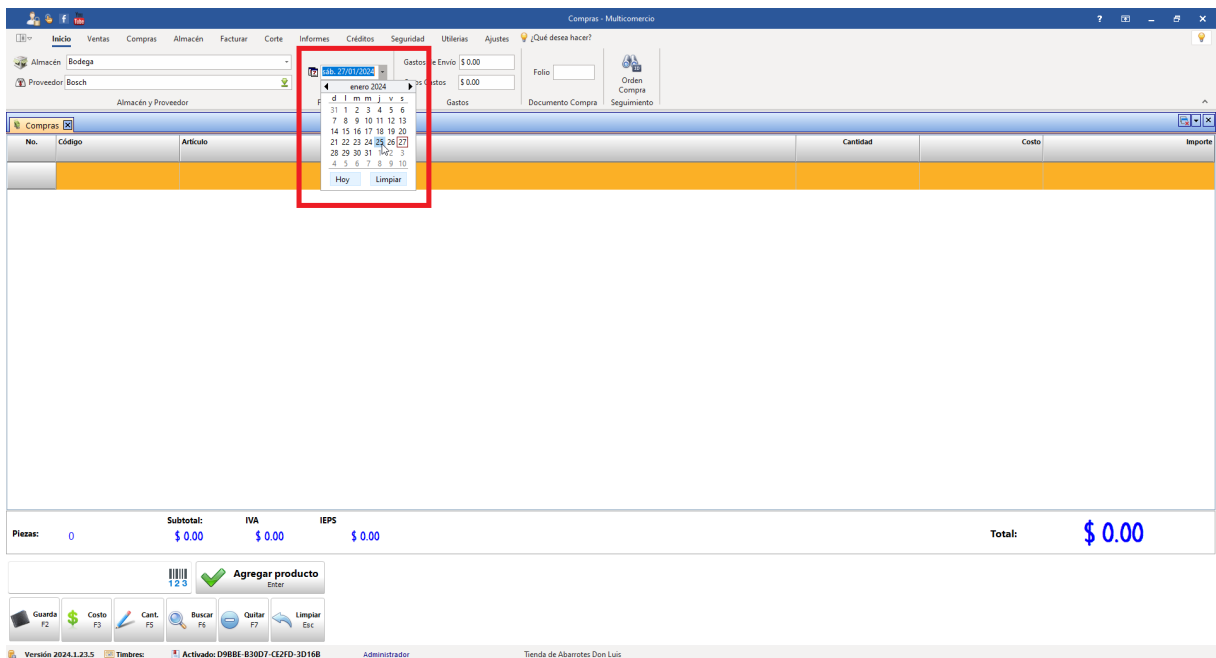 Compras - Multicomercio
Inicio Ventas Compras Almacén Facturar Corte Informes Créditos Seguridad Utilerias Ajustes ¿Qué desea hacer?
Almacén Bodega
Proveedor Bosch
Almacén y Proveedor
sáb. 27/01/2024
enero 2024
d l m m j v s
31 1 2 3 4 5 6
7 8 9 10 11 12 13
14 15 16 17 18 19 20
21 22 23 24 25 26 27
28 29 30 31 1 2 3
4 5 6 7 8 9 10
Hoy Limpiar
Gastos de Envío $ 0.00
Gastos $ 0.00
Gastos
Folio
Documento Compra
Orden
Compra
Seguimiento
Compras
No. Código Artículo Cantidad Costo Importe
Piezas: 0
Subtotal: IVA IEPS
$ 0.00 $ 0.00 $ 0.00
Total: $ 0.00
123
Agregar producto
Enter
Guarda Costo Cant. Buscar Quitar Limpiar
F2 F3 F5 F6 F7 Esc
Versión 2024.1.23.5 Timbres: Activado: D9BBE-B30D7-CE2FD-3D16B Administrador Tienda de Abarrotes Don Luis